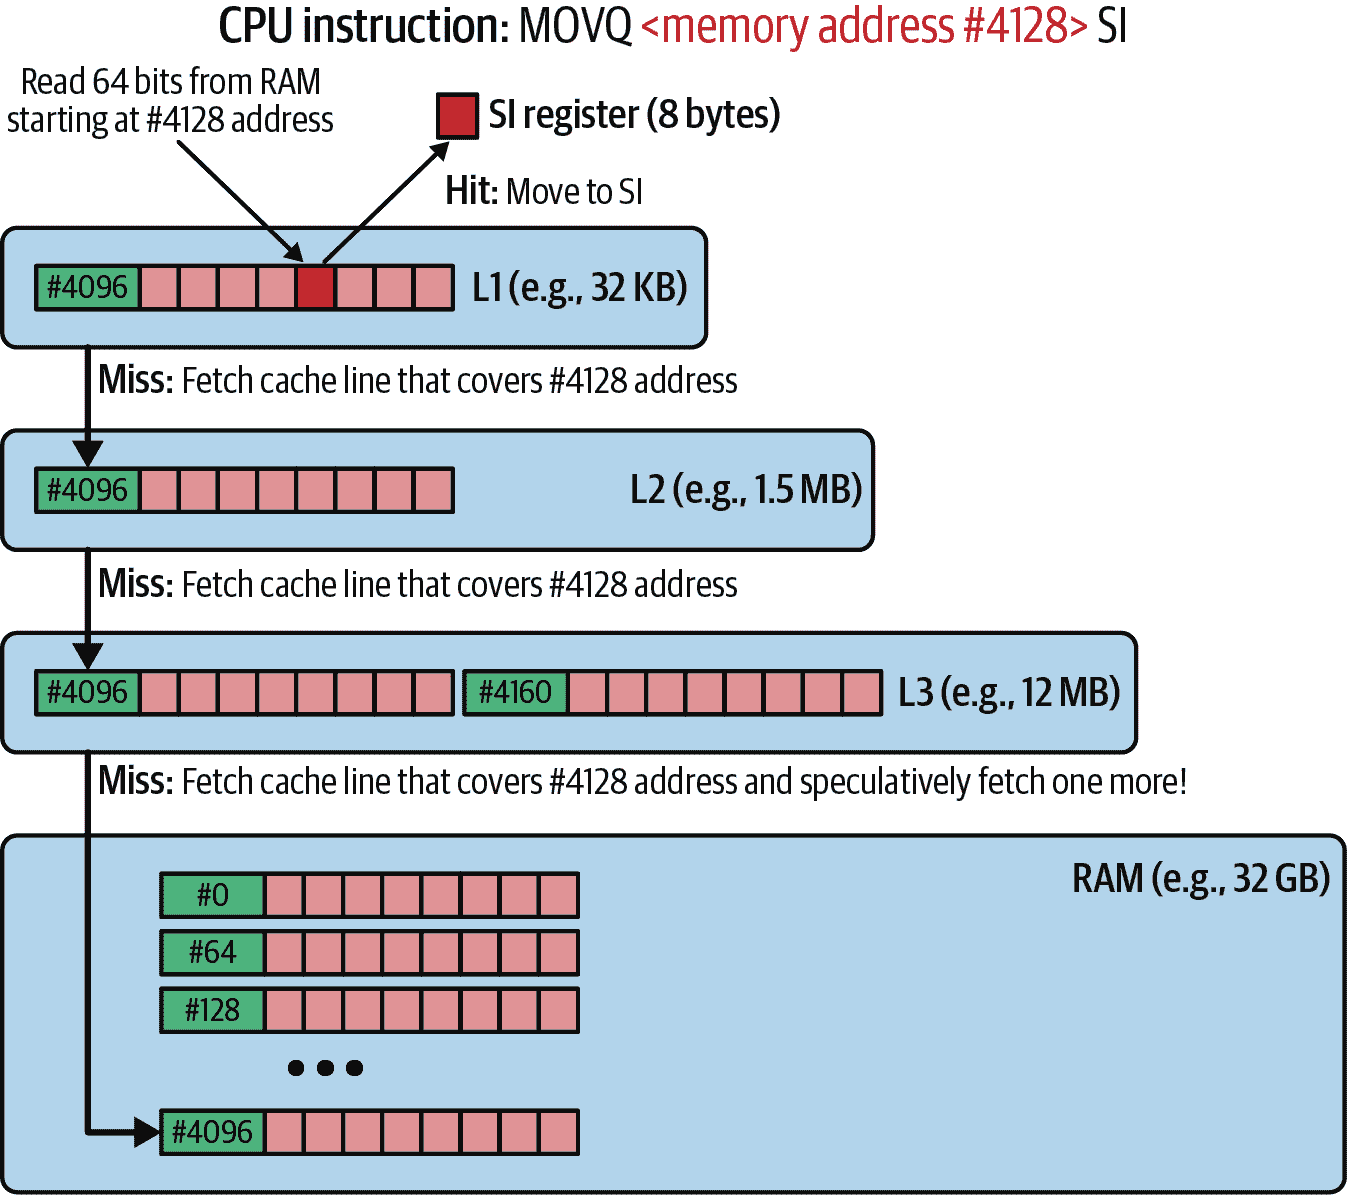 CPU instruction: MOVQ <memory address #4128> SI
Read 64 bits from RAM
starting at #4128 address
SI register (8 bytes)
Hit: Move to SI
#4096
L1 (e.g., 32 KB)
Miss: Fetch cache line that covers #4128 address
#4096
L2 (e.g., 1.5 MB)
Miss: Fetch cache line that covers #4128 address
#4096
#4160
L3 (e.g., 12 MB)
Miss: Fetch cache line that covers #4128 address and speculatively fetch one more!
RAM (e.g., 32 GB)
#0
#64
#128
#4096